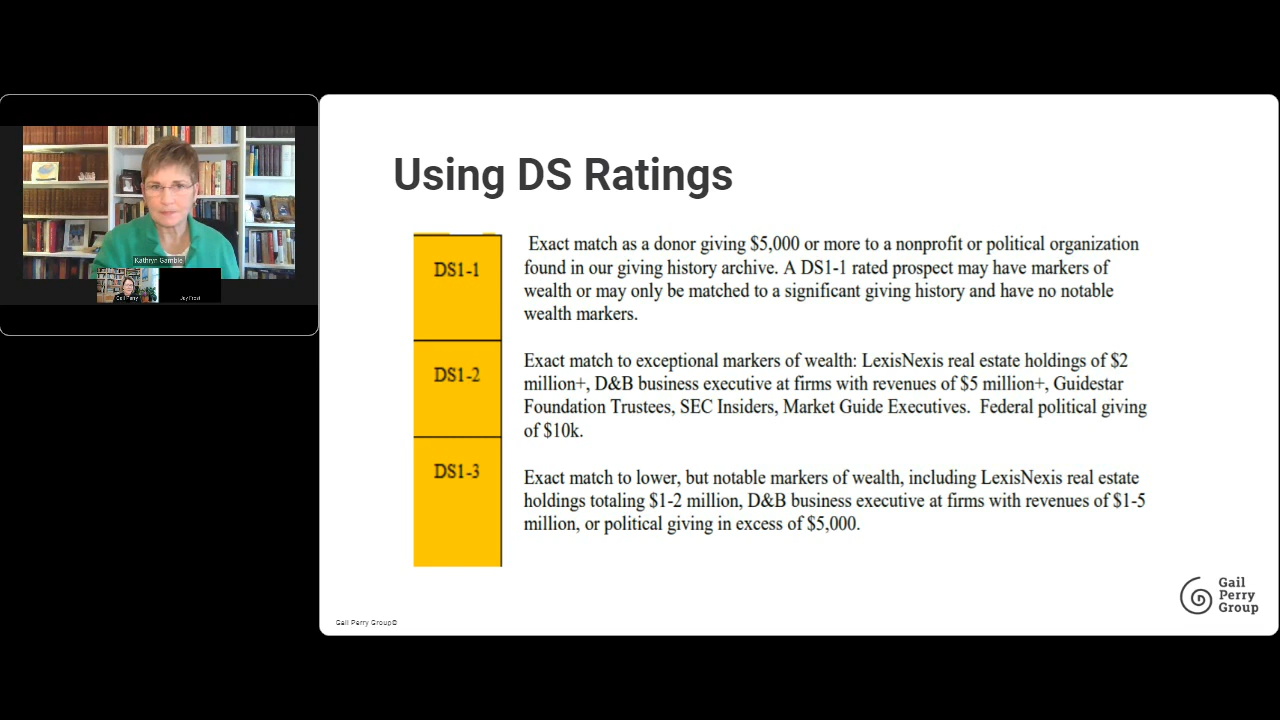 Using DS Ratings
DS1-1
Exact match as a donor giving $5,000 or more to a nonprofit or political organization
found in our giving history archive. A DS1-1 rated prospect may have markers of
wealth or may only be matched to a significant giving history and have no notable
wealth markers.
DS1-2
Exact match to exceptional markers of wealth: LexisNexis real estate holdings of $2
million+, D&B business executive at firms with revenues of $5 million+, Guidestar
Foundation Trustees, SEC Insiders, Market Guide Executives.  Federal political giving
of $10k.
DS1-3
Exact match to lower, but notable markers of wealth, including LexisNexis real estate
holdings totaling $1-2 million, D&B business executive at firms with revenues of $1-5
million, or political giving in excess of $5,000.
Kathryn Gamble
Gail Perry
Joy Frost
Gail Perry Group©
Gail
Perry
Group